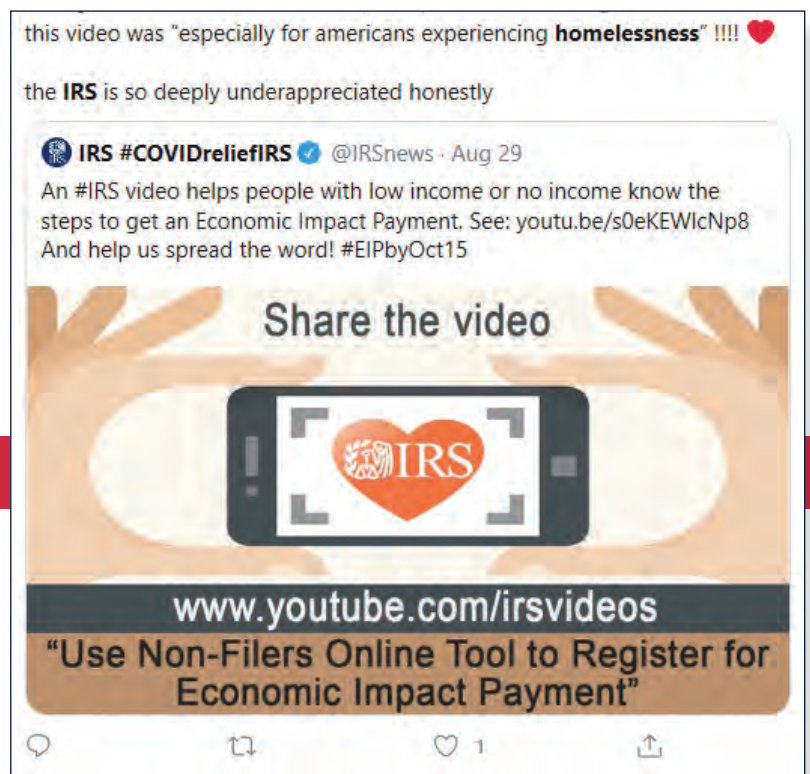 this video was “especially for americans experiencing homelessness” !!!!
the IRS is so deeply underappreciated honestly
IRS #COVIDreliefIRS @IRSnews · Aug 29
An #IRS video helps people with low income or no income know the
steps to get an Economic Impact Payment. See: youtu.be/s0eKEWIcNp8
And help us spread the word! #EIPbyOct15
Share the video
IRS
www.youtube.com/irsvideos
“Use Non-Filers Online Tool to Register for
Economic Impact Payment”
1